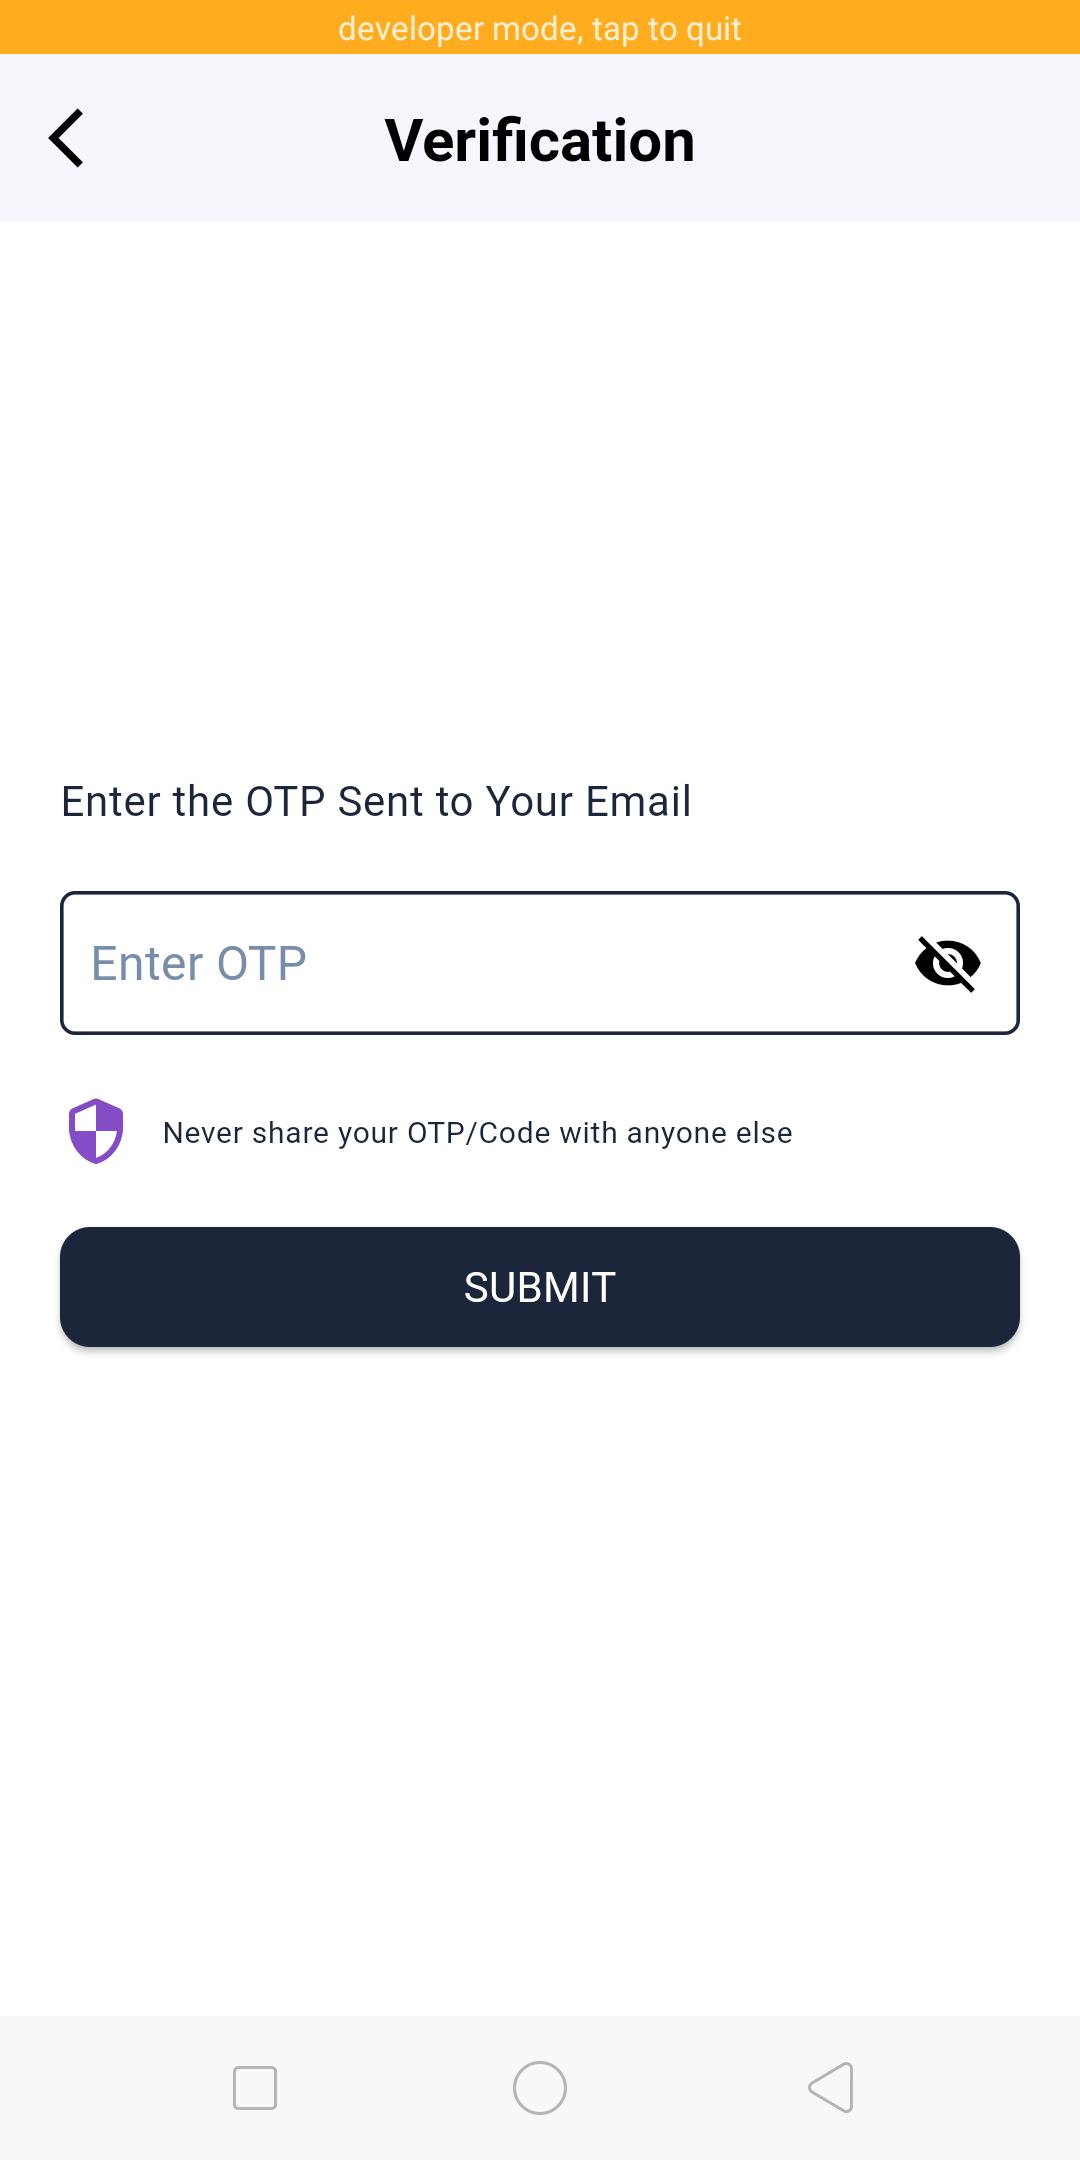 developer mode, tap to quit
Verification
Enter the OTP Sent to Your Email
Enter OTP
Never share your OTP/Code with anyone else
SUBMIT